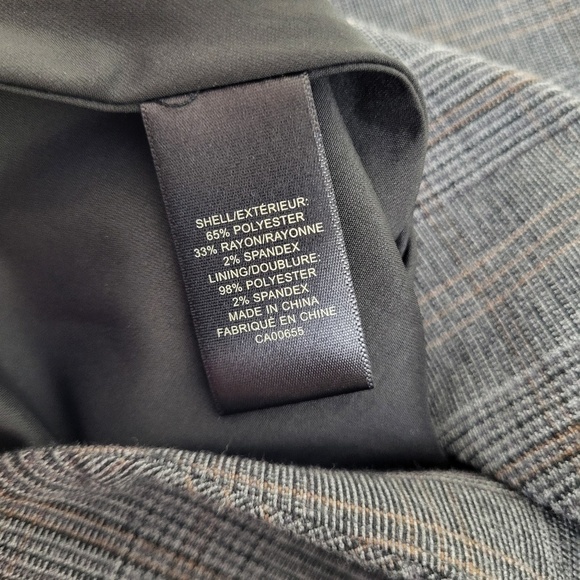 SHELL/EXTÉRIEUR:
65% POLYESTER
33% RAYON/RAYONNE
2% SPANDEX
LINING/DOUBLURE:
98% POLYESTER
2% SPANDEX
MADE IN CHINA
FABRIQUÉ EN CHINE
CA00655